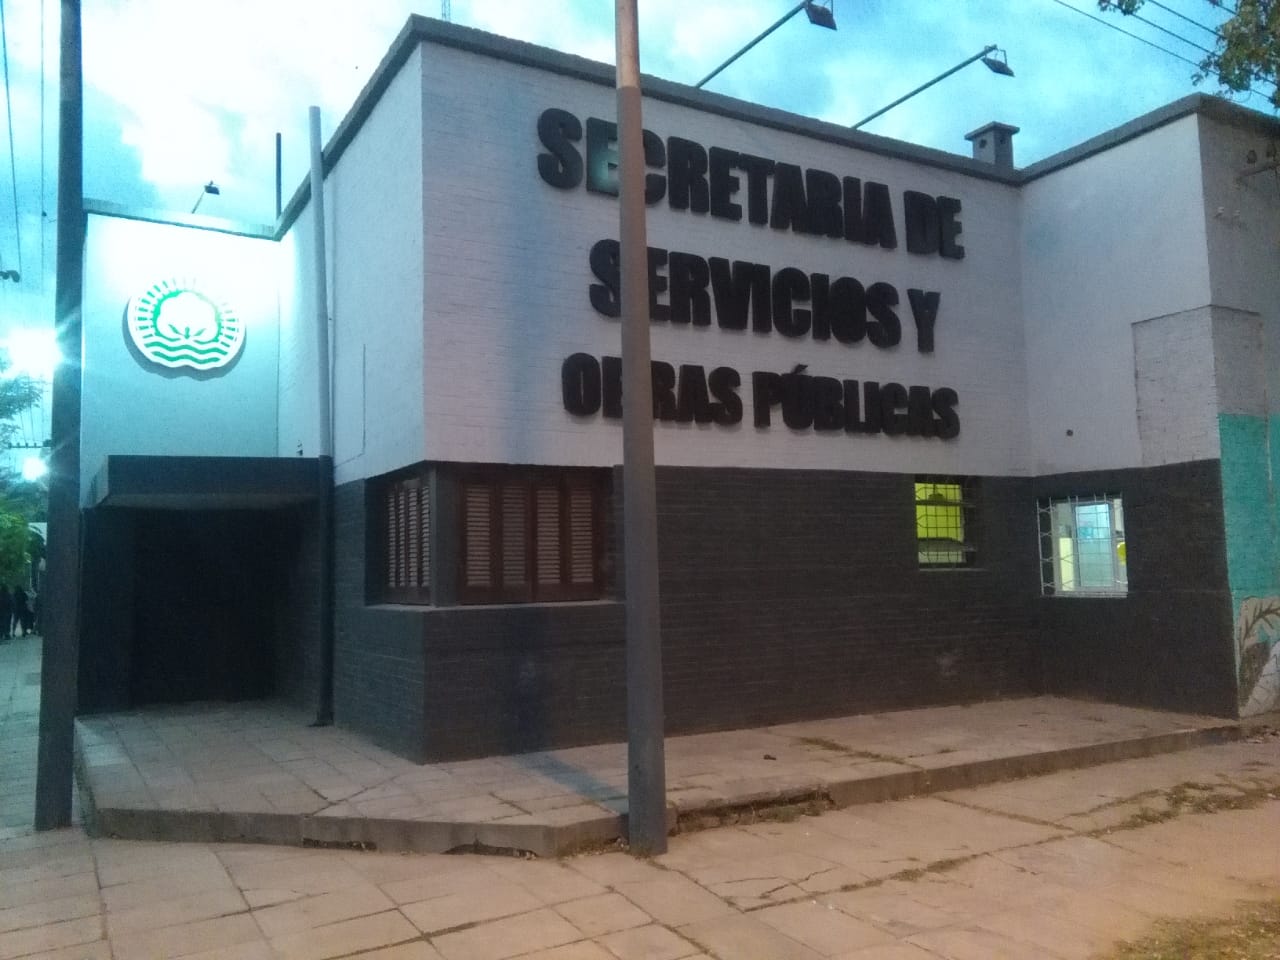 SECRETARIA DE
SERVICIOS Y
OBRAS PÚBLICAS